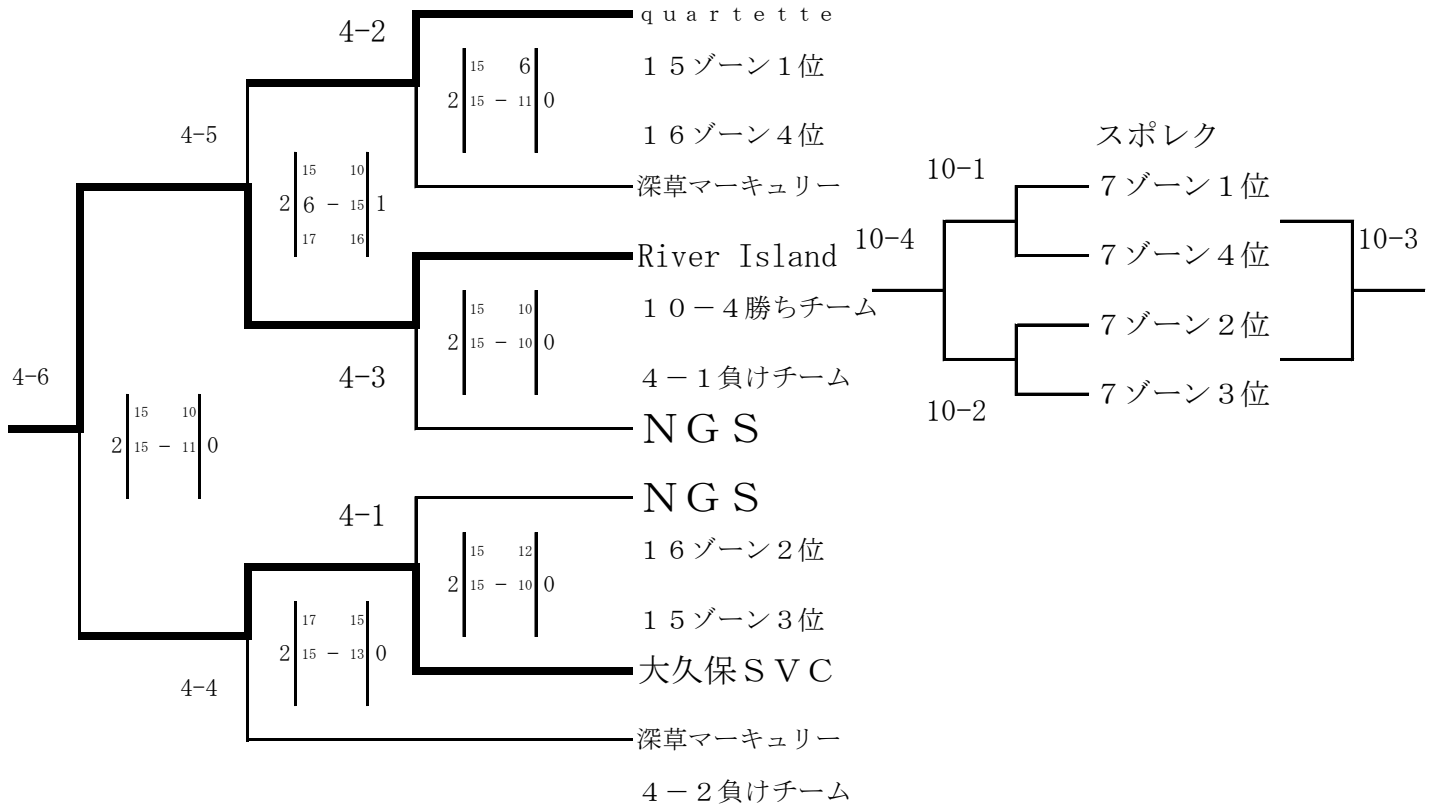 ｑｕａｒｔｅｔｔｅ
4-2
15 6
１５ゾーン１位
2 15 － 11 0
4-5
１６ゾーン４位
スポレク
15 10
10-1
深草マーキュリー
７ゾーン１位
2 6 － 15 1
17 16
River Island
10-4
７ゾーン４位
10-3
15 10
１０－４勝ちチーム
2 15 － 10 0
７ゾーン２位
4-6
4-3
４－１負けチーム
７ゾーン３位
15 10
10-2
ＮＧＳ
2 15 － 11 0
ＮＧＳ
4-1
15 12
１６ゾーン２位
2 15 － 10 0
17 15
１５ゾーン３位
2 15 － 13 0
大久保ＳＶＣ
4-4
深草マーキュリー
４－２負けチーム